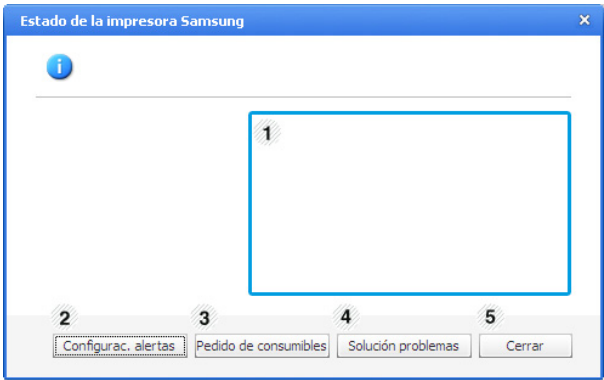 Estado de la impresora Samsung
1
2 3 4 5
Configurac. alertas Pedido de consumibles Solución problemas Cerrar